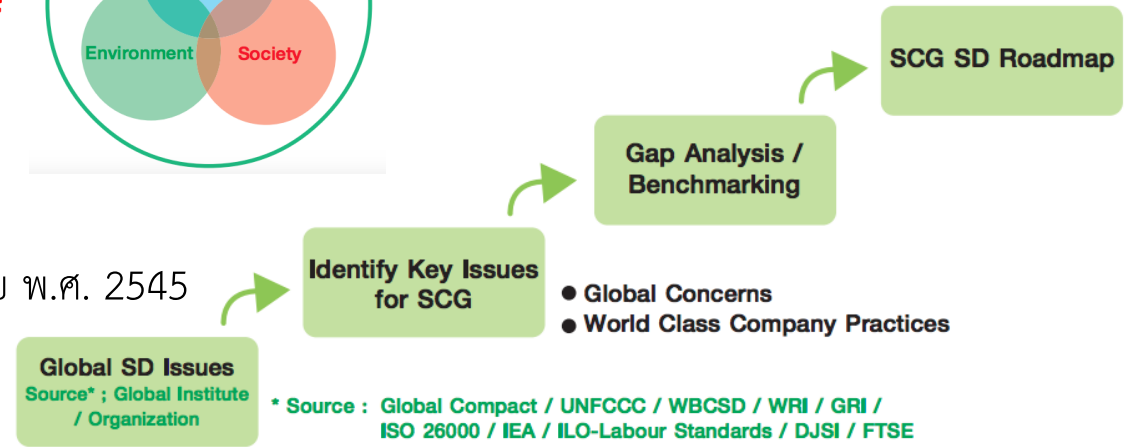 Environment
Society
SCG SD Roadmap
Gap Analysis /
Benchmarking
พ.ศ. 2545
Identify Key Issues
for SCG
● Global Concerns
● World Class Company Practices
Global SD Issues
Source* ; Global Institute
/ Organization
* Source : Global Compact / UNFCCC / WBCSD / WRI / GRI /
ISO 26000 / IEA / ILO-Labour Standards / DJSI / FTSE